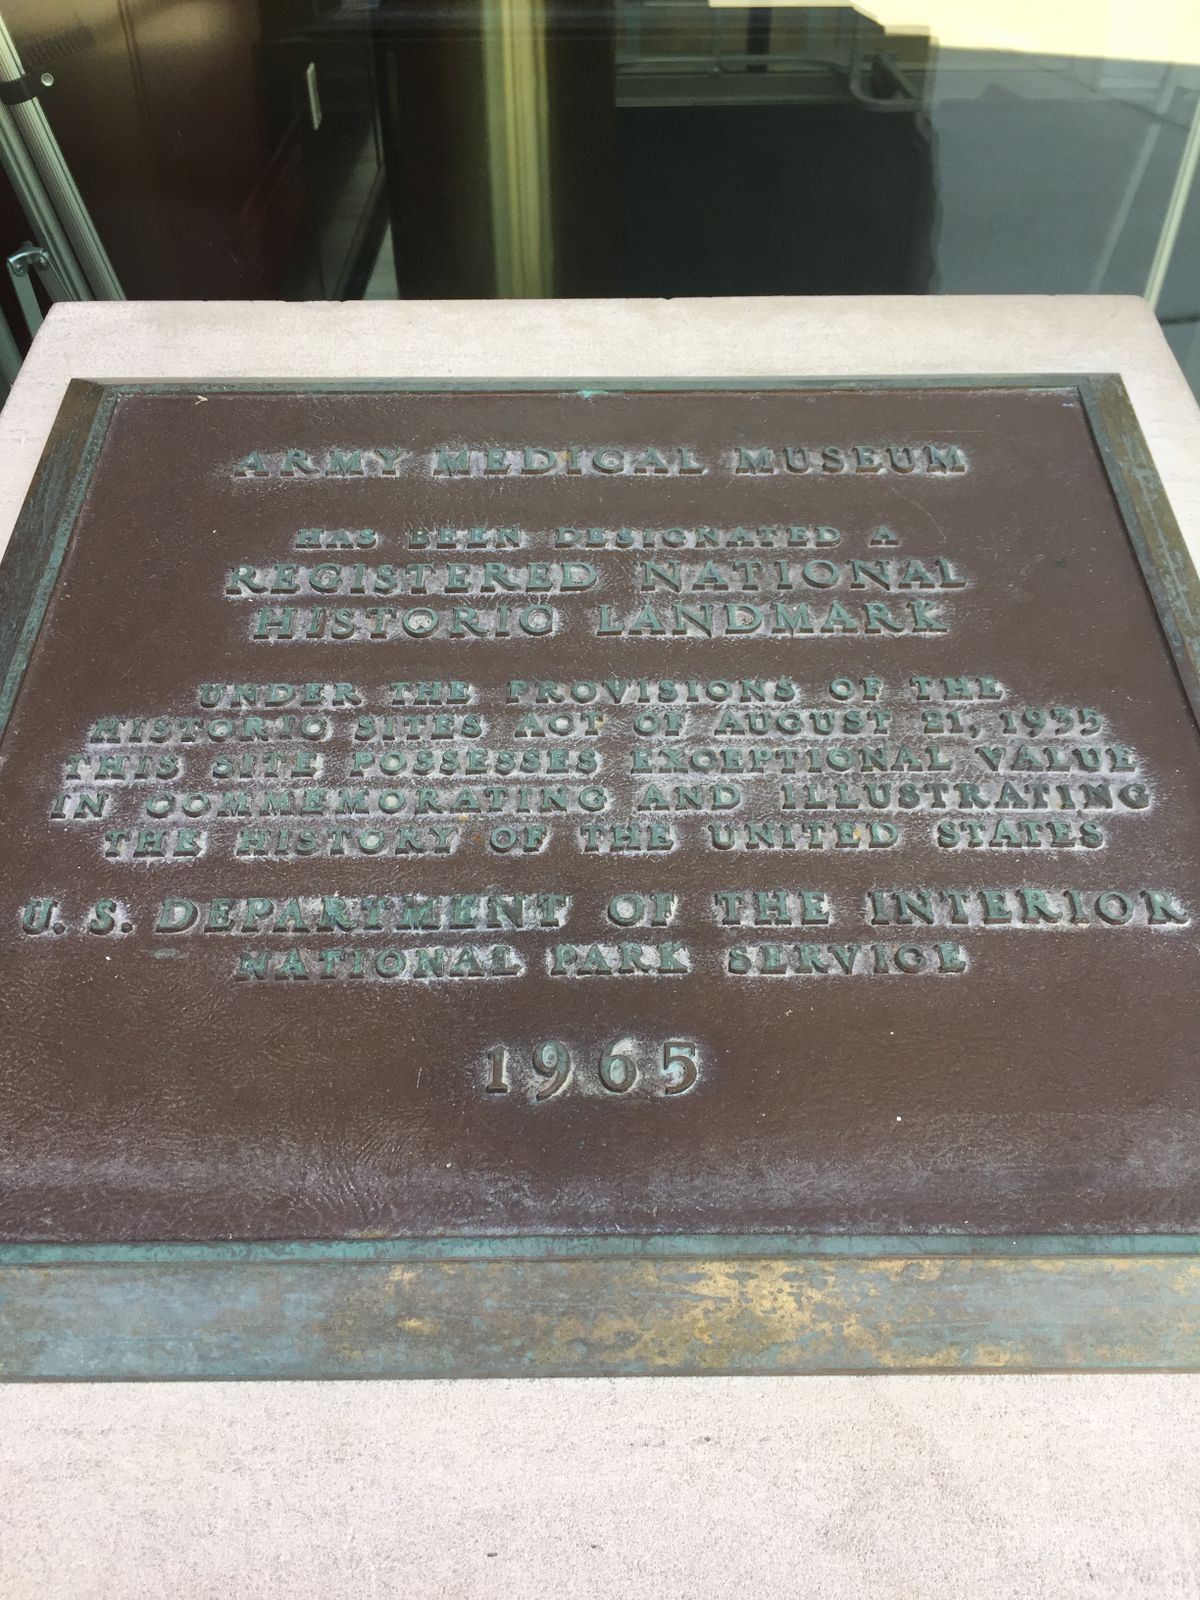 ARMY MEDICAL MUSEUM
HAS BEEN DESIGNATED A
REGISTERED NATIONAL
HISTORIC LANDMARK
UNDER THE PROVISIONS OF THE
HISTORIC SITES ACT OF AUGUST 21, 1935
THIS SITE POSSESSES EXCEPTIONAL VALUE
IN COMMEMORATING AND ILLUSTRATING
THE HISTORY OF THE UNITED STATES
U. S. DEPARTMENT OF THE INTERIOR
NATIONAL PARK SERVICE
1965